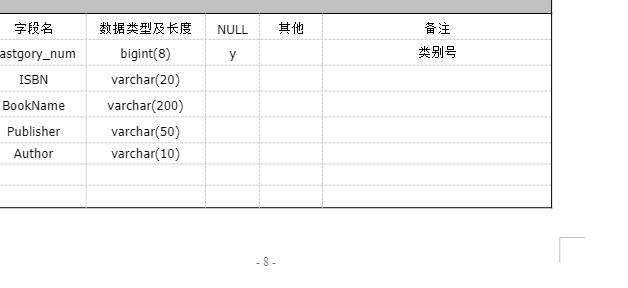 字段名 数据类型及长度 NULL 其他 备注
astgory_num bigint(8) y 类别号
ISBN varchar(20)
BookName varchar(200)
Publisher varchar(50)
Author varchar(10)
- 8 -